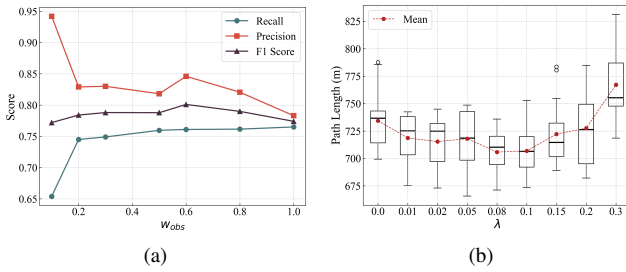 (a)
Recall
Precision
F1 Score
Score
0.95
0.90
0.85
0.80
0.75
0.70
0.65
0.2 0.4 0.6 0.8 1.0
w_obs
(b)
Mean
Path Length (m)
825
800
775
750
725
700
675
0.0 0.01 0.02 0.05 0.08 0.1 0.15 0.2 0.3
λ
(a) (b)